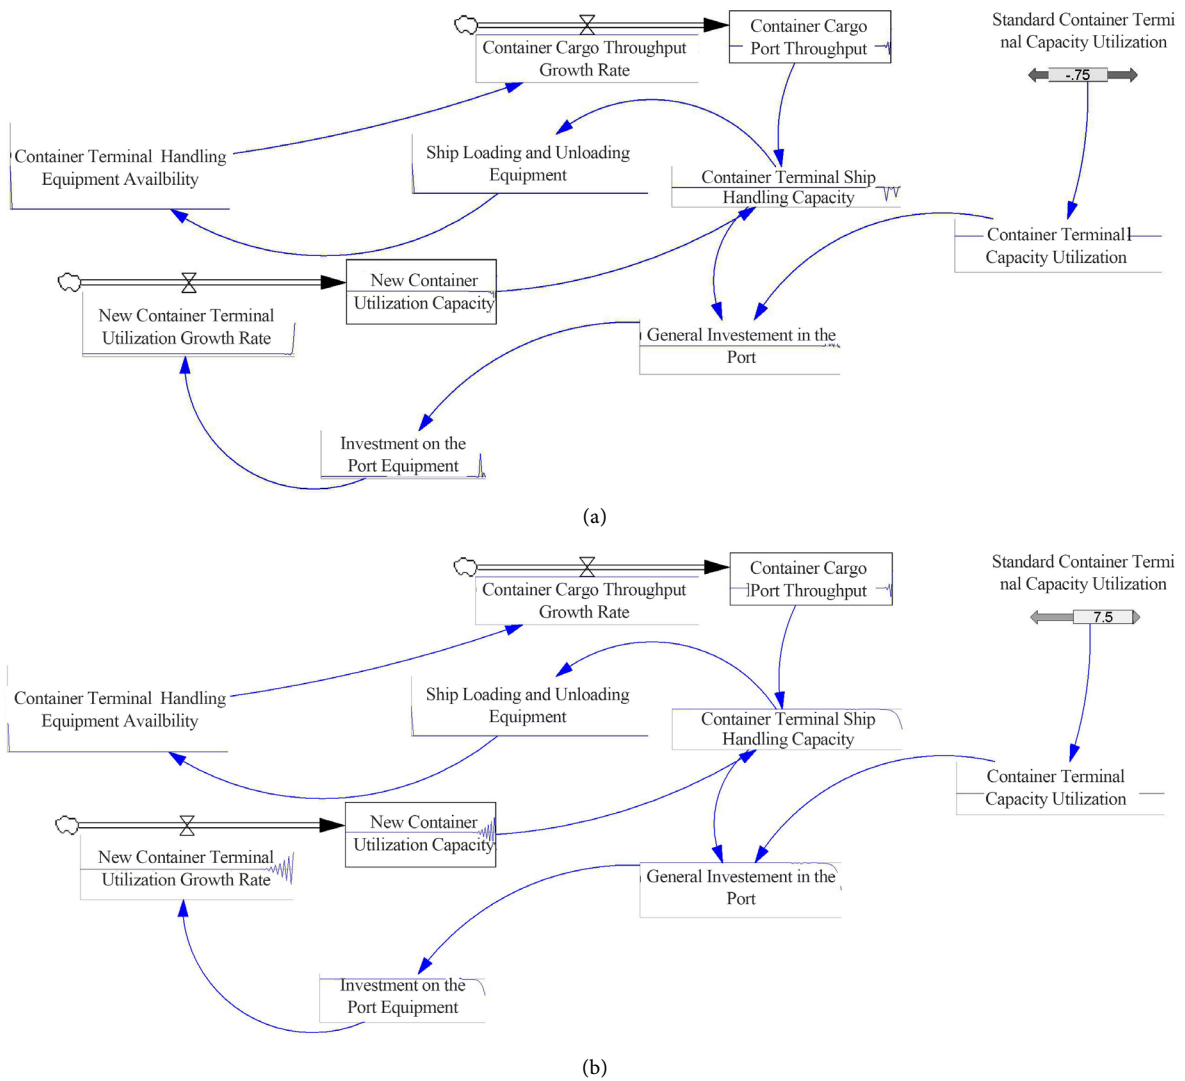 Container Cargo
Port Throughput
Standard Container Termi
nal Capacity Utilization
-.75
Container Cargo Throughput
Growth Rate
Container Terminal Handling
Equipment Availbility
Ship Loading and Unloading
Equipment
Container Terminal Ship
Handling Capacity
Container Terminal1
Capacity Utilization
New Container
Utilization Capacity
New Container Terminal
Utilization Growth Rate
General Investement in the
Port
Investment on the
Port Equipment
(a)
Container Cargo
Port Throughput
Standard Container Termi
nal Capacity Utilization
7.5
Container Cargo Throughput
Growth Rate
Container Terminal Handling
Equipment Availbility
Ship Loading and Unloading
Equipment
Container Terminal Ship
Handling Capacity
Container Terminal
Capacity Utilization
New Container
Utilization Capacity
New Container Terminal
Utilization Growth Rate
General Investement in the
Port
Investment on the
Port Equipment
(b)